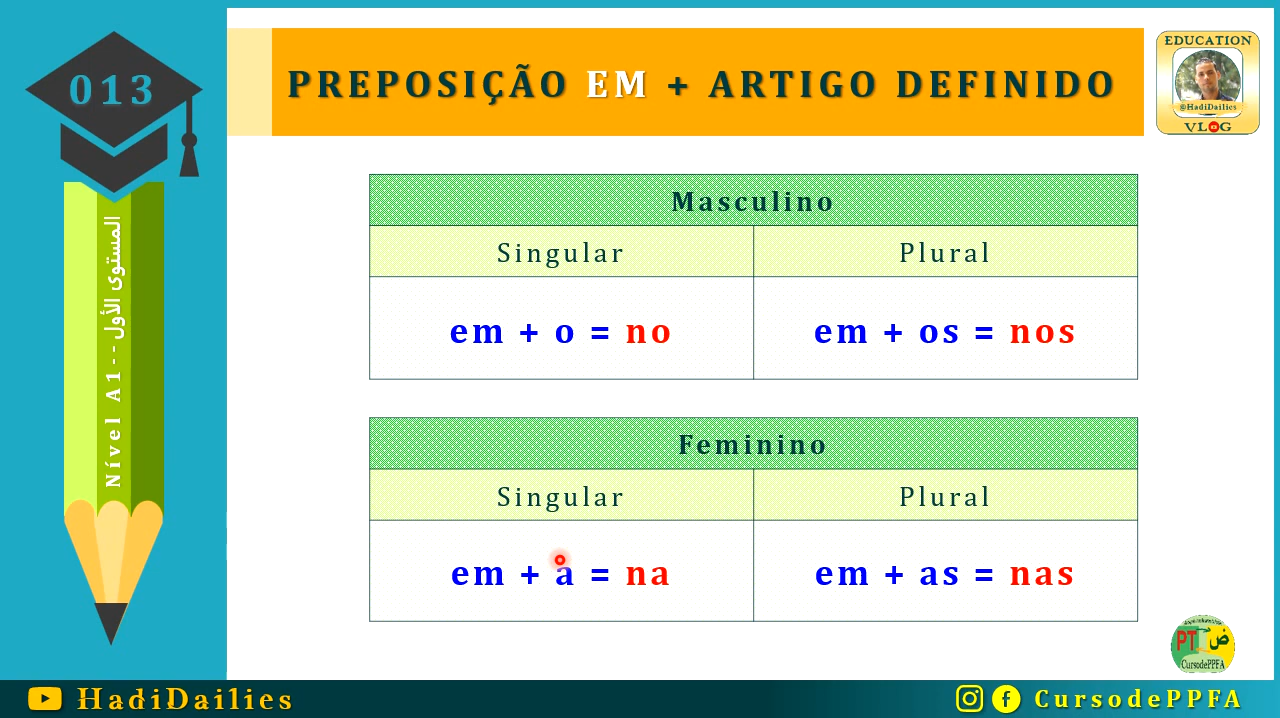 013
PREPOSIÇÃO EM + ARTIGO DEFINIDO
EDUCATION
@HadiDailies
VLOG
Nível A1 -- المستوى الأول
Masculino
Singular Plural
em + o = no em + os = nos
Feminino
Singular Plural
em + a = na em + as = nas
PT ض
CursodePPFA
HadiDailies
CursodePPFA